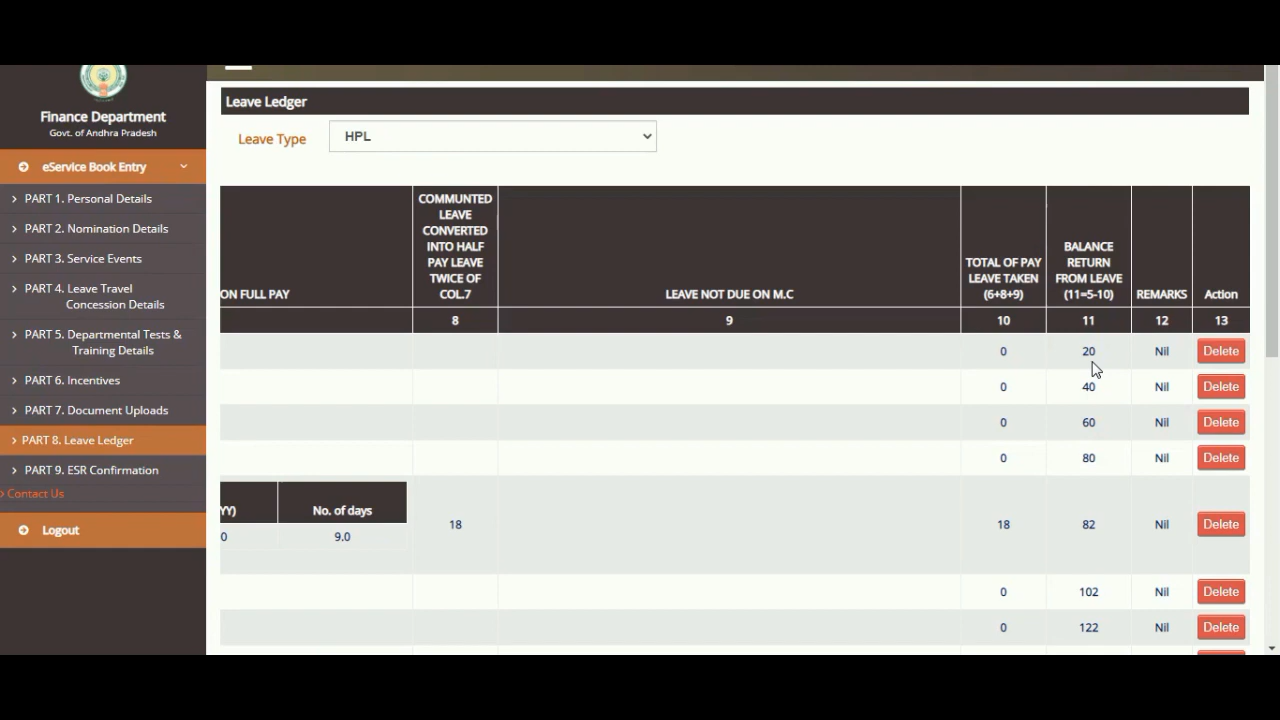 Finance Department
Govt. of Andhra Pradesh
eService Book Entry
PART 1. Personal Details
PART 2. Nomination Details
PART 3. Service Events
PART 4. Leave Travel
Concession Details
PART 5. Departmental Tests &
Training Details
PART 6. Incentives
PART 7. Document Uploads
PART 8. Leave Ledger
PART 9. ESR Confirmation
Contact Us
Logout
Leave Ledger
Leave Type HPL
ON FULL PAY
COMMUNTED
LEAVE
CONVERTED
INTO HALF
PAY LEAVE
TWICE OF
COL.7
LEAVE NOT DUE ON M.C
TOTAL OF PAY
LEAVE TAKEN
(6+8+9)
BALANCE
RETURN
FROM LEAVE
(11=5-10)
REMARKS
Action
8 9 10 11 12 13
0 20 Nil Delete
0 40 Nil Delete
0 60 Nil Delete
0 80 Nil Delete
YY) No. of days
0 9.0
18 18 82 Nil Delete
0 102 Nil Delete
0 122 Nil Delete